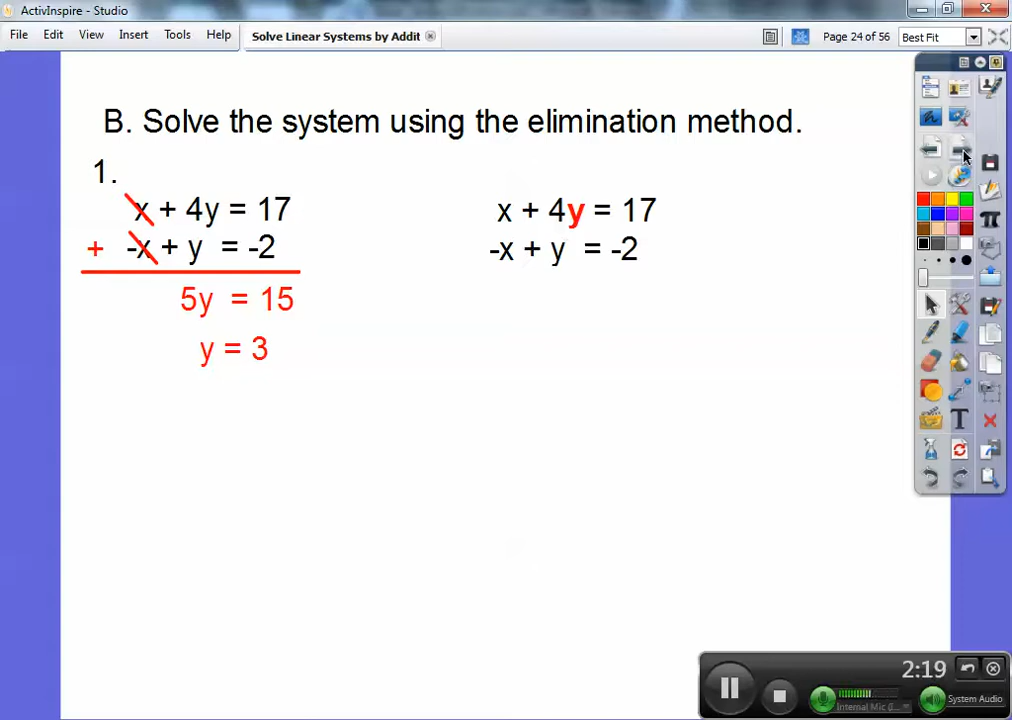 ActivInspire - Studio
File Edit View Insert Tools Help Solve Linear Systems by Addit Page 24 of 56 Best Fit
B. Solve the system using the elimination method.
1.
x + 4y = 17
+ -x + y = -2
5y = 15
y = 3
x + 4y = 17
-x + y = -2
2:19
Internal Mic (I... System Audio